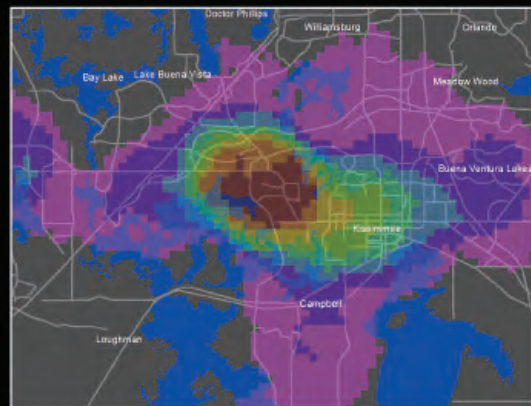 Doctor Phillips
Williamsburg
Orlando
Bay Lake
Lake Buena Vista
Meadow Wood
Buena Ventura Lakes
Kissimmee
Campbell
Loughman